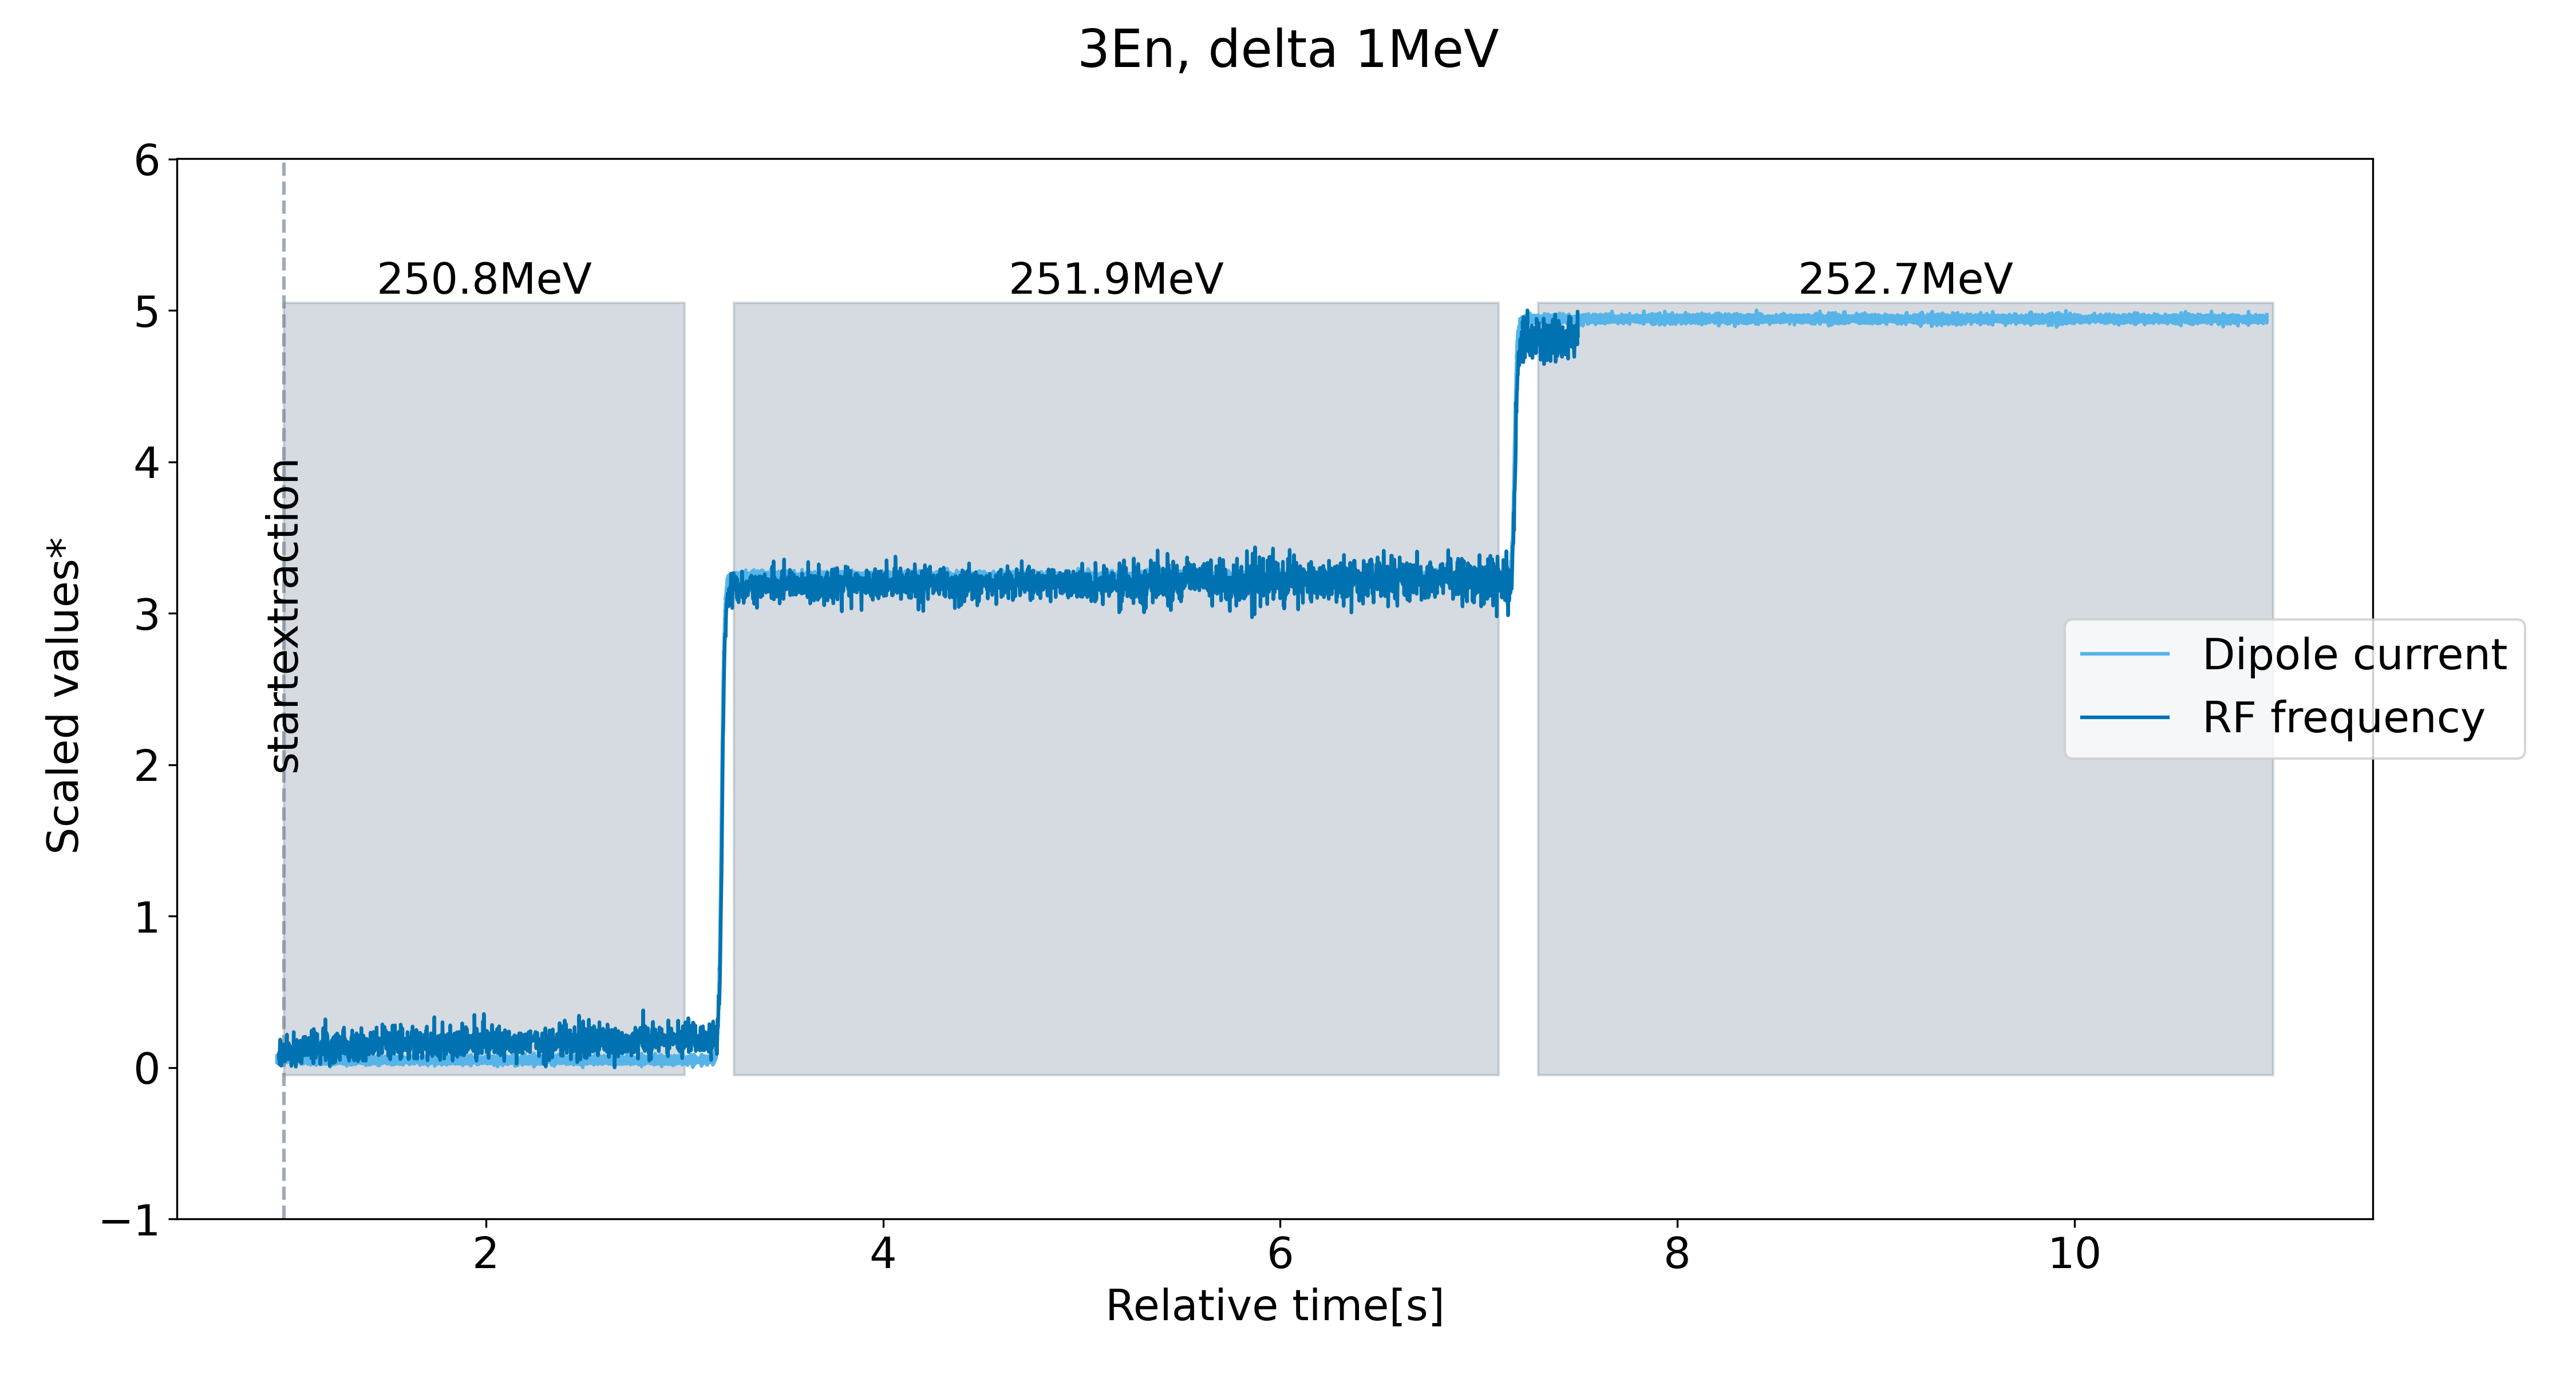 3En, delta 1MeV
6
5
4
3
2
1
0
−1
Scaled values*
250.8MeV
251.9MeV
252.7MeV
startextraction
Dipole current
RF frequency
2
4
6
8
10
Relative time[s]